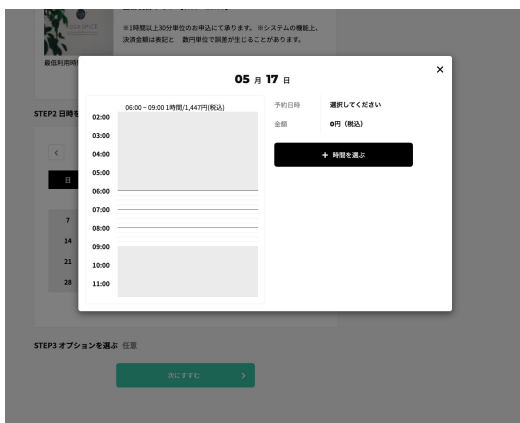 ※1時間以上30分単位のお申込にて承ります。※システムの機能上、
決済金額は表記と 数円単位で誤差が生じることがあります。
最低利用時
05 月 17 日
×
06:00 ~ 09:00 1時間/1,447円(税込)
02:00
03:00
04:00
05:00
06:00
07:00
08:00
09:00
10:00
11:00
予約日時 選択してください
金額 0円（税込）
+ 時間を選ぶ
STEP2 日時を
<
日
7
14
21
28
STEP3 オプションを選ぶ 任意
次にすすむ >